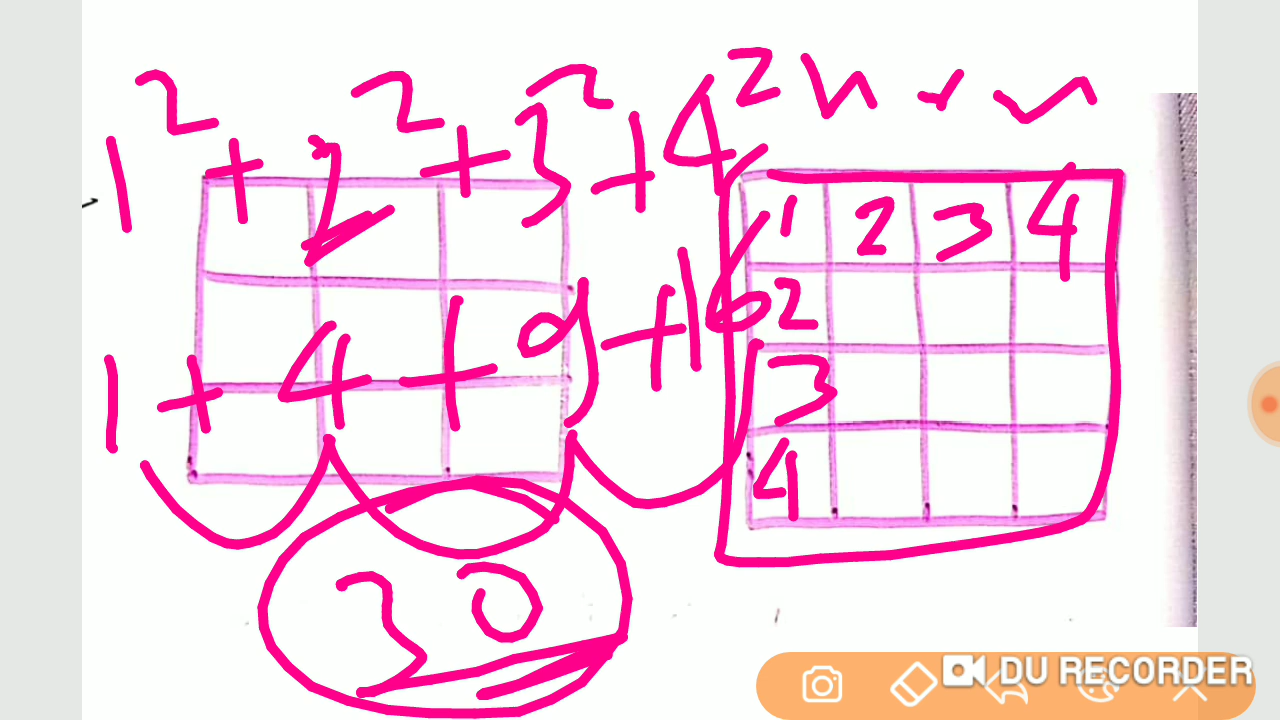 1² + 2² + 3² + 4² n × n
1 2 3 4
1 + 4 + 9 + 16
2
3
4
30
DU RECORDER